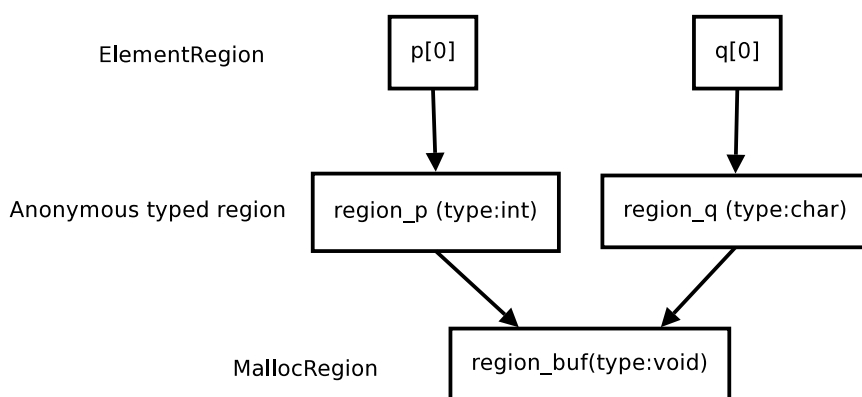 ElementRegion
p[0]
q[0]
Anonymous typed region
region_p (type:int)
region_q (type:char)
MallocRegion
region_buf(type:void)